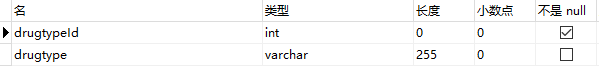 名 类型 长度 小数点 不是 null
drugtypeId int 0 0
drugtype varchar 255 0